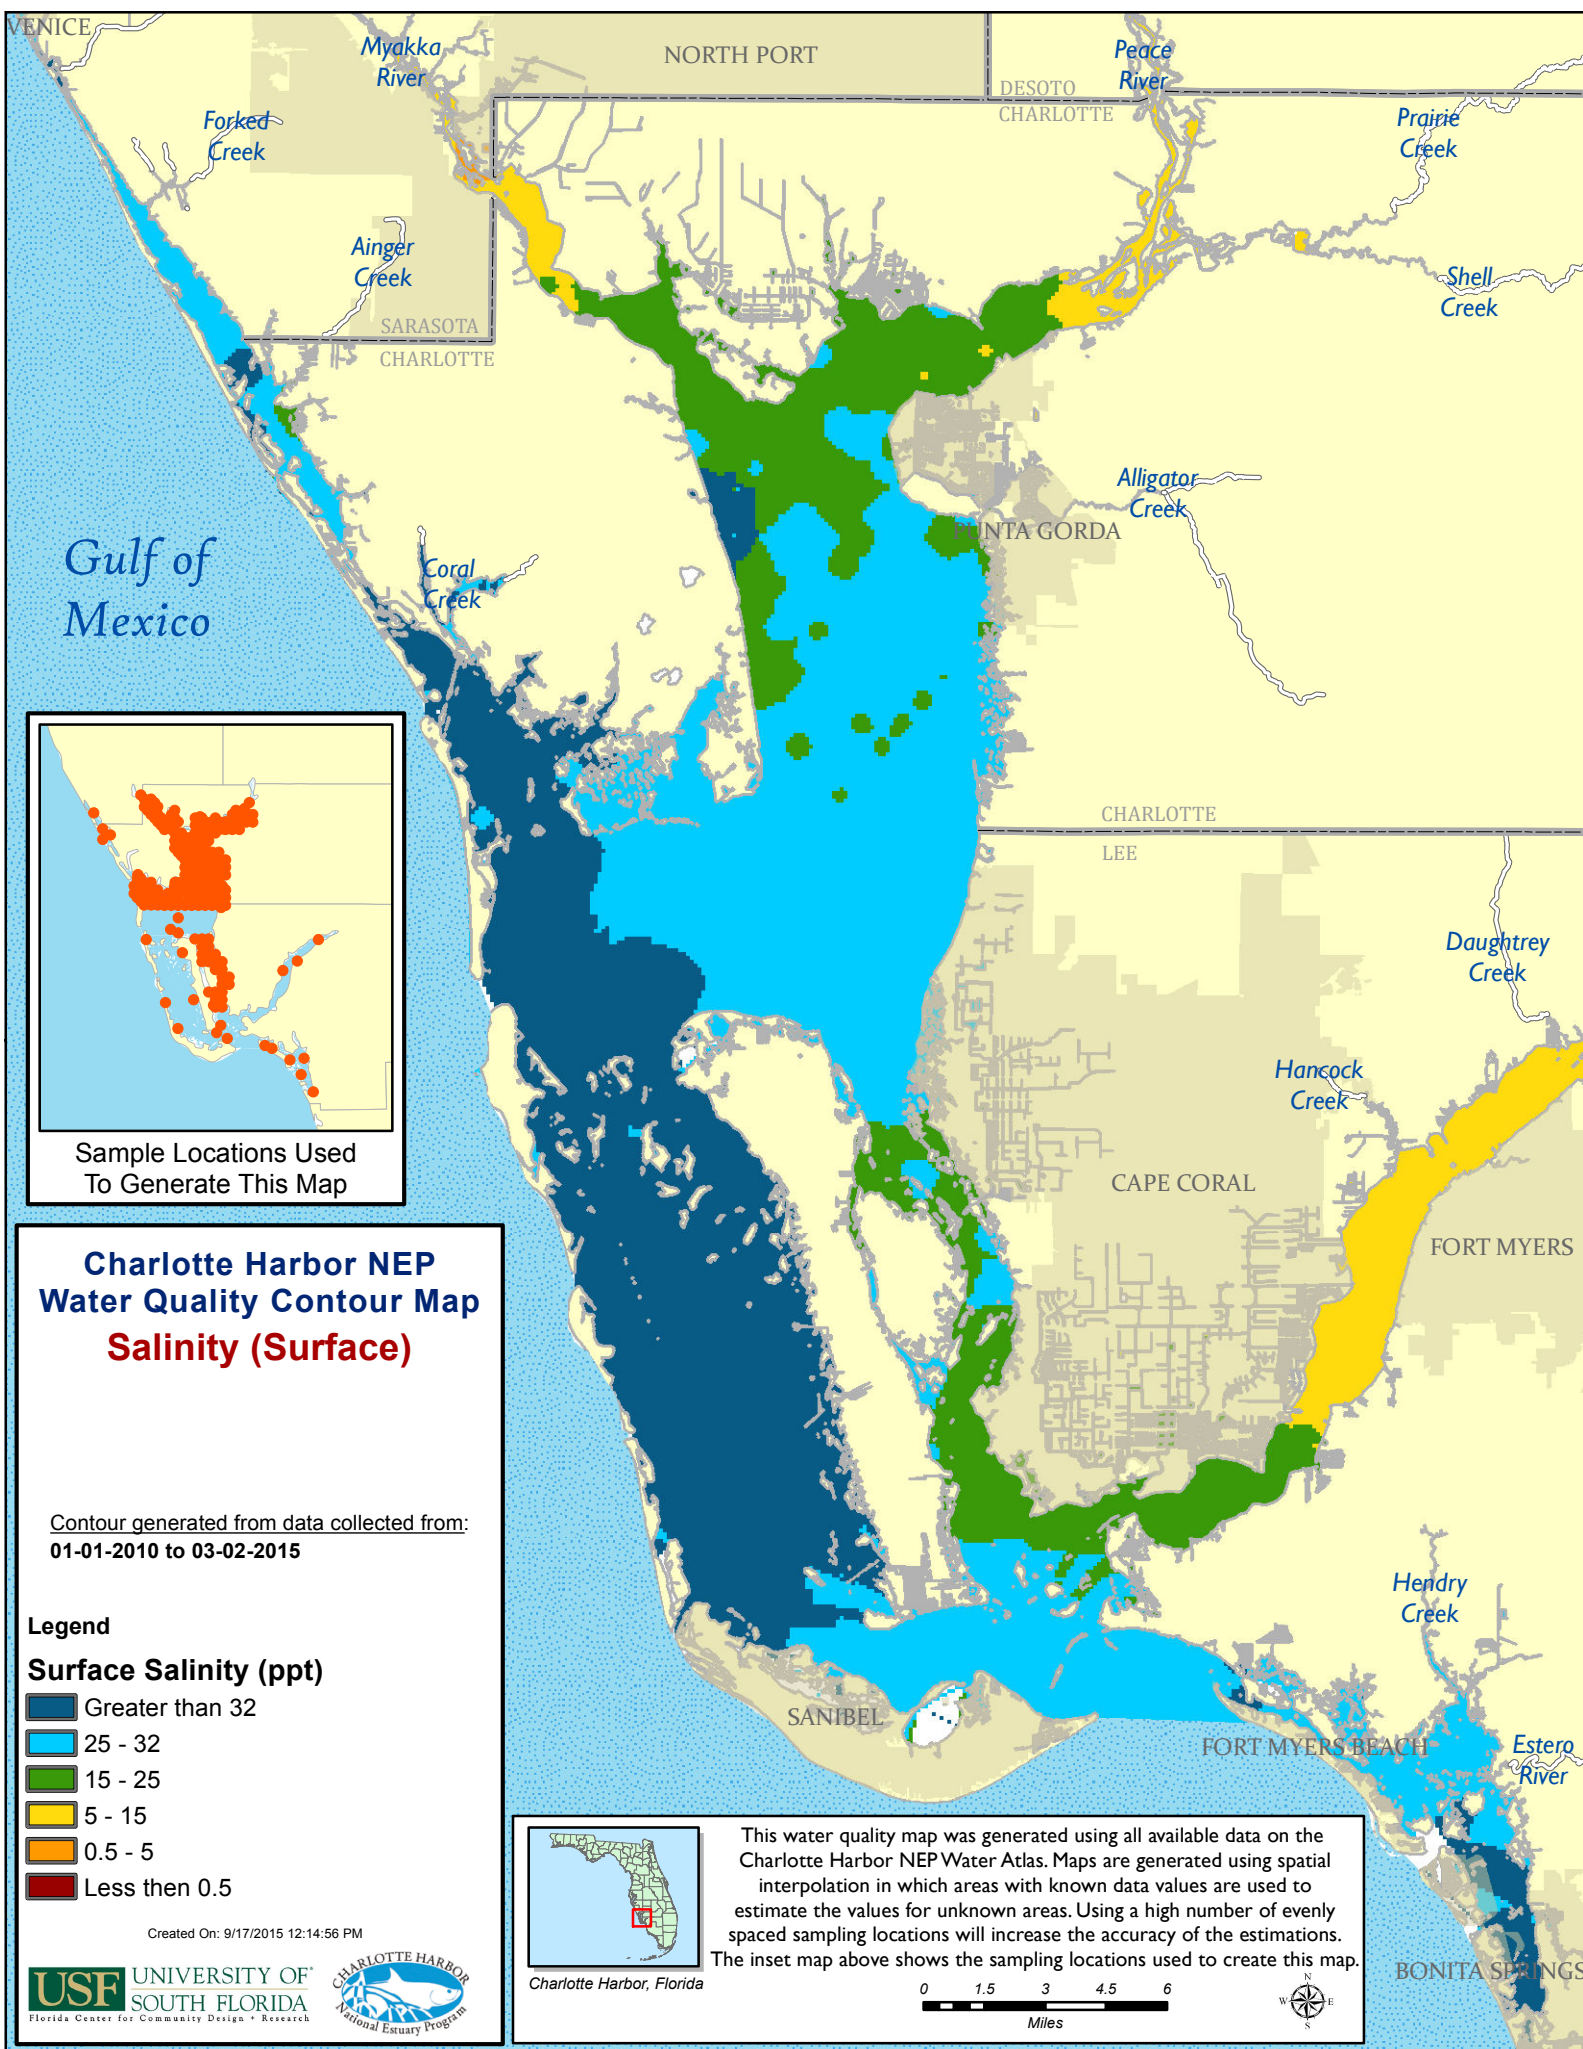 VENICE
Myakka
River
NORTH PORT
Peace
River
DESOTO
CHARLOTTE
Forked
Creek
Prairie
Creek
Ainger
Creek
Shell
Creek
SARASOTA
CHARLOTTE
Alligator
Creek
PUNTA GORDA
Gulf of
Mexico
Coral
Creek
CHARLOTTE
LEE
Daughtrey
Creek
Hancock
Creek
CAPE CORAL
FORT MYERS
Hendry
Creek
SANIBEL
FORT MYERS BEACH
Estero
River
BONITA SPRINGS
Sample Locations Used
To Generate This Map
Charlotte Harbor NEP
Water Quality Contour Map
Salinity (Surface)
Contour generated from data collected from:
01-01-2010 to 03-02-2015
Legend
Surface Salinity (ppt)
Greater than 32
25 - 32
15 - 25
5 - 15
0.5 - 5
Less then 0.5
Created On: 9/17/2015 12:14:56 PM
USF UNIVERSITY OF
SOUTH FLORIDA
Florida Center for Community Design + Research
CHARLOTTE HARBOR
National Estuary Program
Charlotte Harbor, Florida
This water quality map was generated using all available data on the
Charlotte Harbor NEP Water Atlas. Maps are generated using spatial
interpolation in which areas with known data values are used to
estimate the values for unknown areas. Using a high number of evenly
spaced sampling locations will increase the accuracy of the estimations.
The inset map above shows the sampling locations used to create this map.
0 1.5 3 4.5 6
Miles
N
W E
S